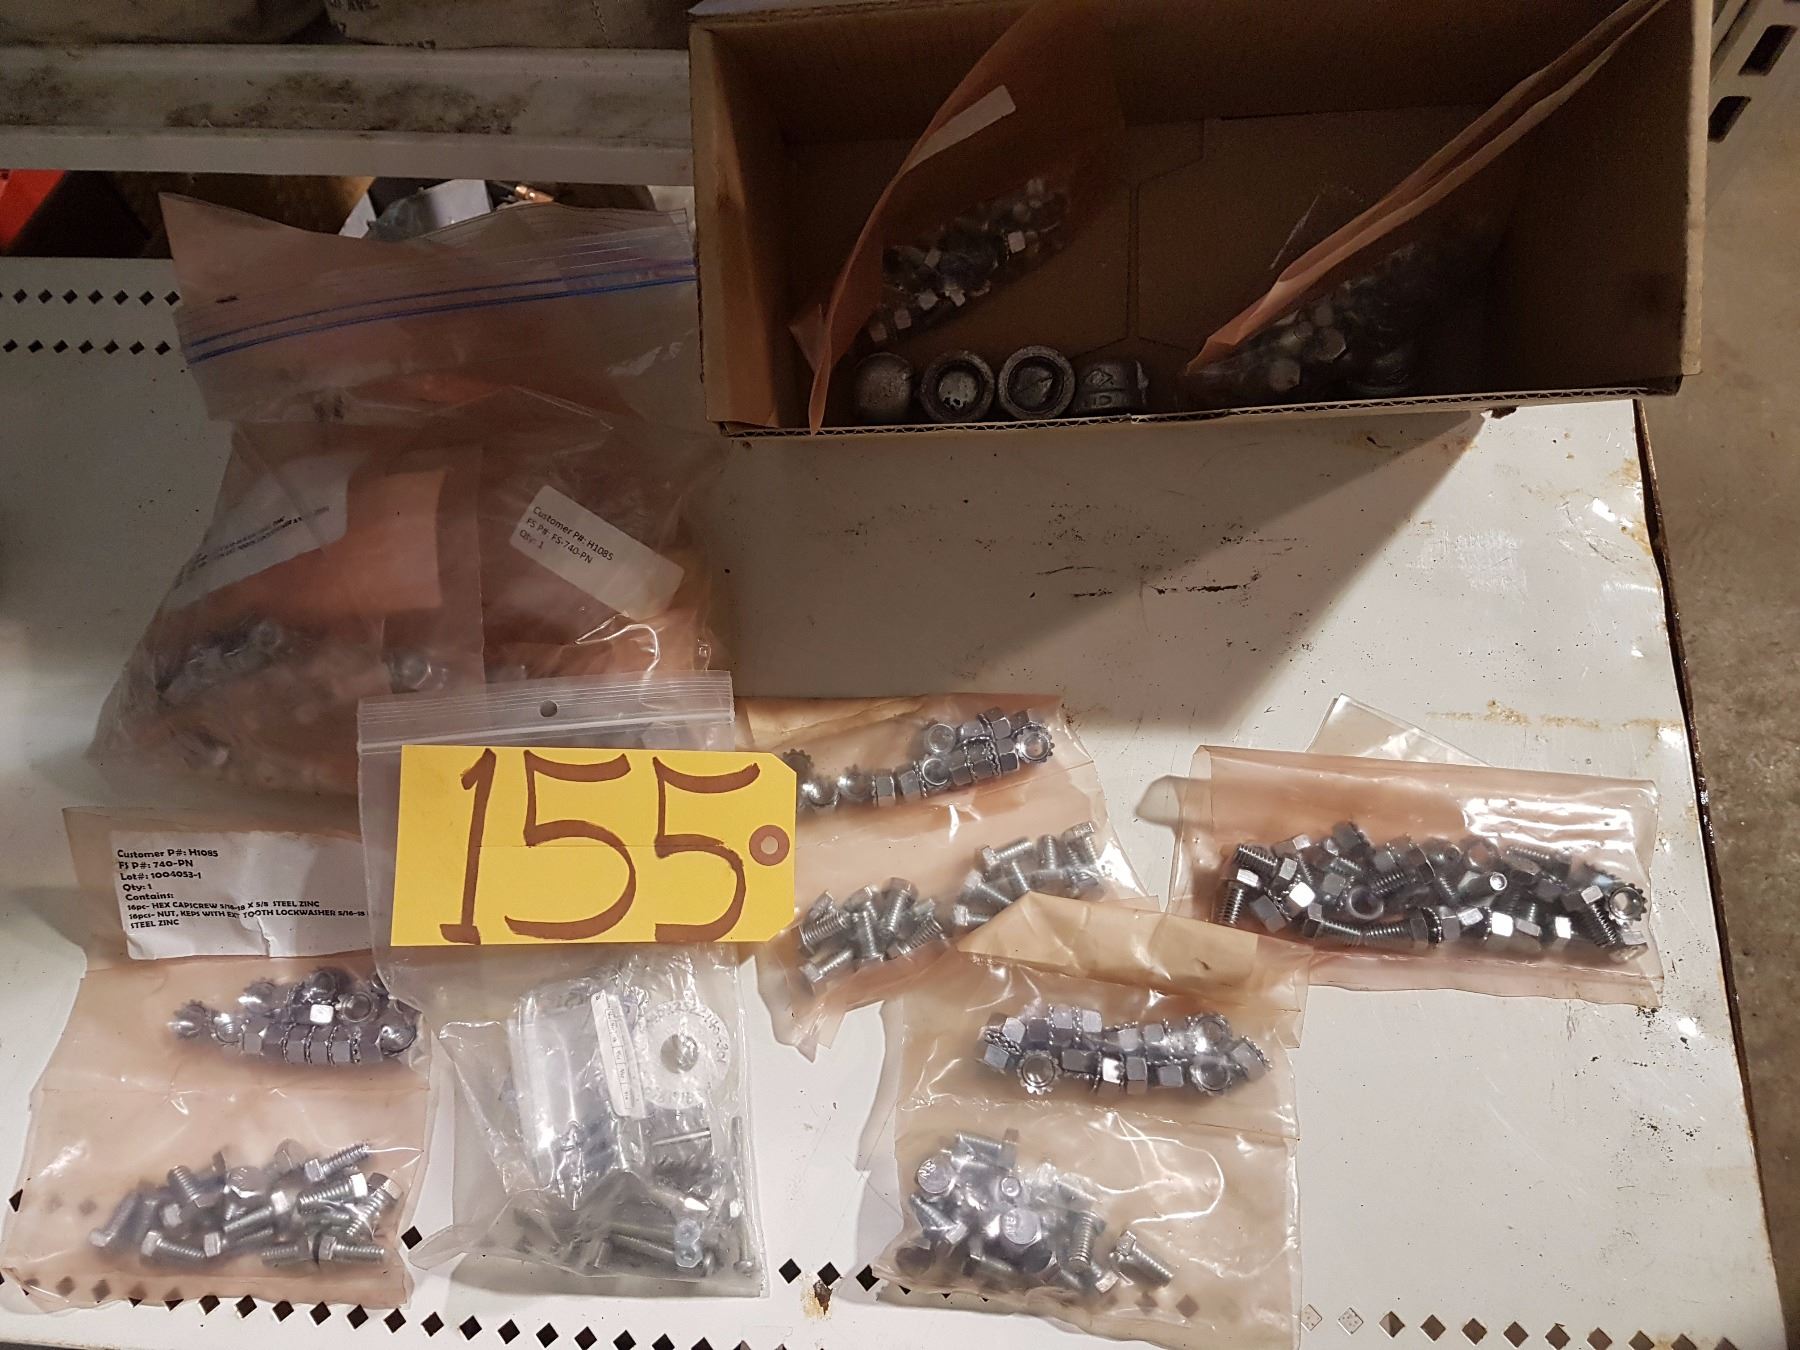 Customer P#: H1085
FS P#: FS-740-PN
Qty: 1
155
Customer P#: H1085
FS P#: 740-PN
Lot#: 1004053-1
Qty: 1
Contains:
16pc- HEX CAPSCREW 5/16-18 X 5/8 STEEL ZINC
16pcs- NUT, KEPS WITH EXT TOOTH LOCKWASHER 5/16-18
STEEL ZINC